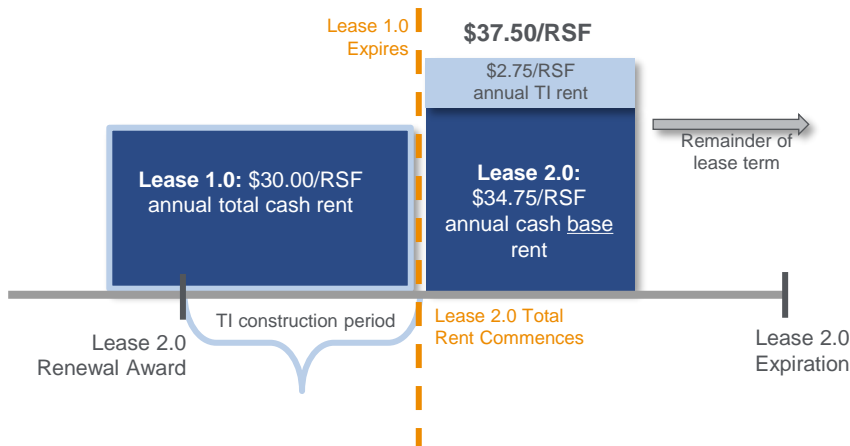 Lease 1.0
Expires
$37.50/RSF
$2.75/RSF
annual TI rent
Lease 1.0: $30.00/RSF
annual total cash rent
Lease 2.0:
$34.75/RSF
annual cash base
rent
Remainder of
lease term
TI construction period
Lease 2.0
Renewal Award
Lease 2.0 Total
Rent Commences
Lease 2.0
Expiration